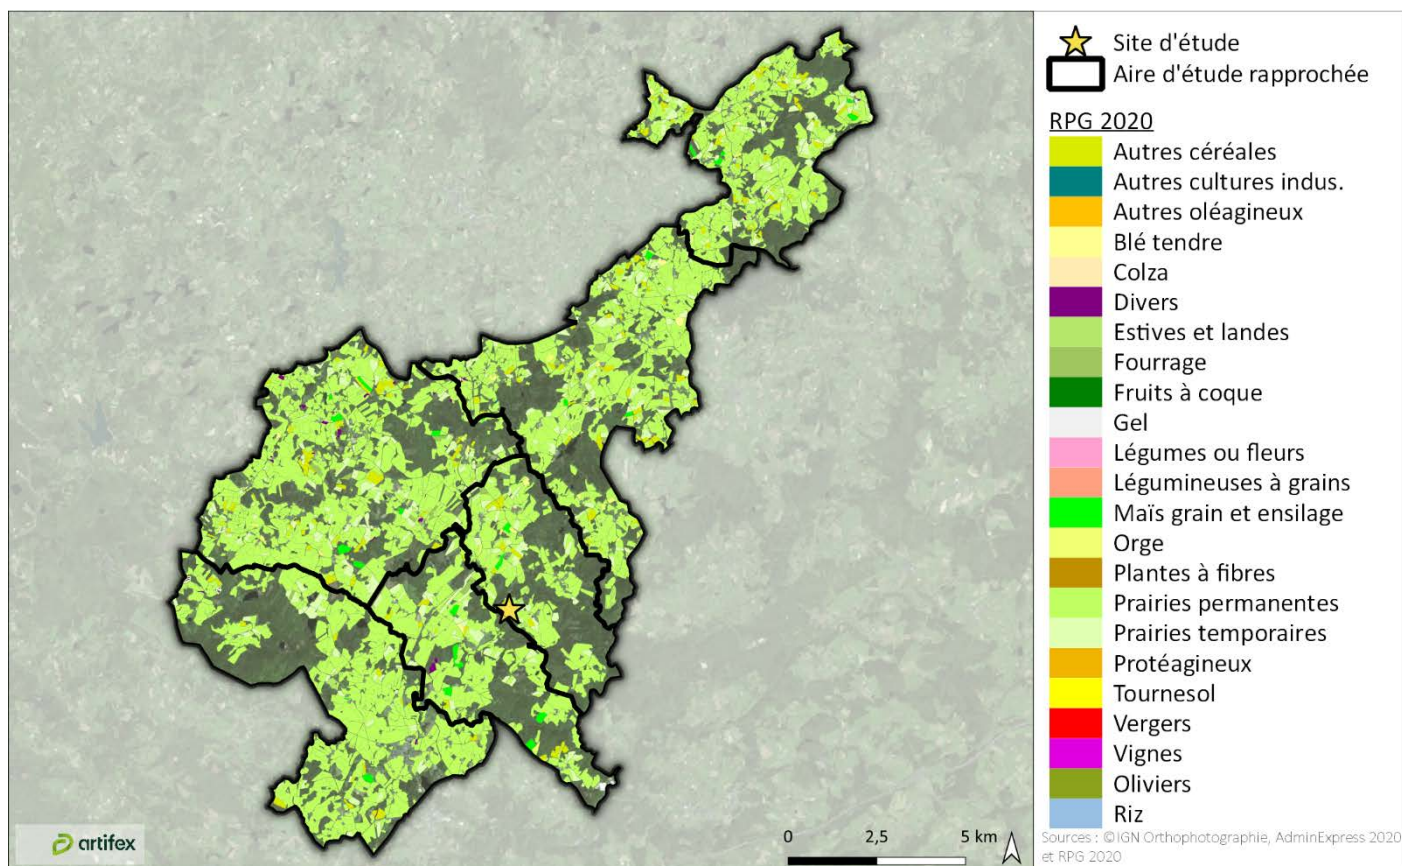 Site d'étude
Aire d'étude rapprochée
RPG 2020
Autres céréales
Autres cultures indus.
Autres oléagineux
Blé tendre
Colza
Divers
Estives et landes
Fourrage
Fruits à coque
Gel
Légumes ou fleurs
Légumineuses à grains
Maïs grain et ensilage
Orge
Plantes à fibres
Prairies permanentes
Prairies temporaires
Protéagineux
Tournesol
Vergers
Vignes
Oliviers
Riz
Sources : ©IGN Orthophotographie, AdminExpress 2020
et RPG 2020
0 2,5 5 km
artifex